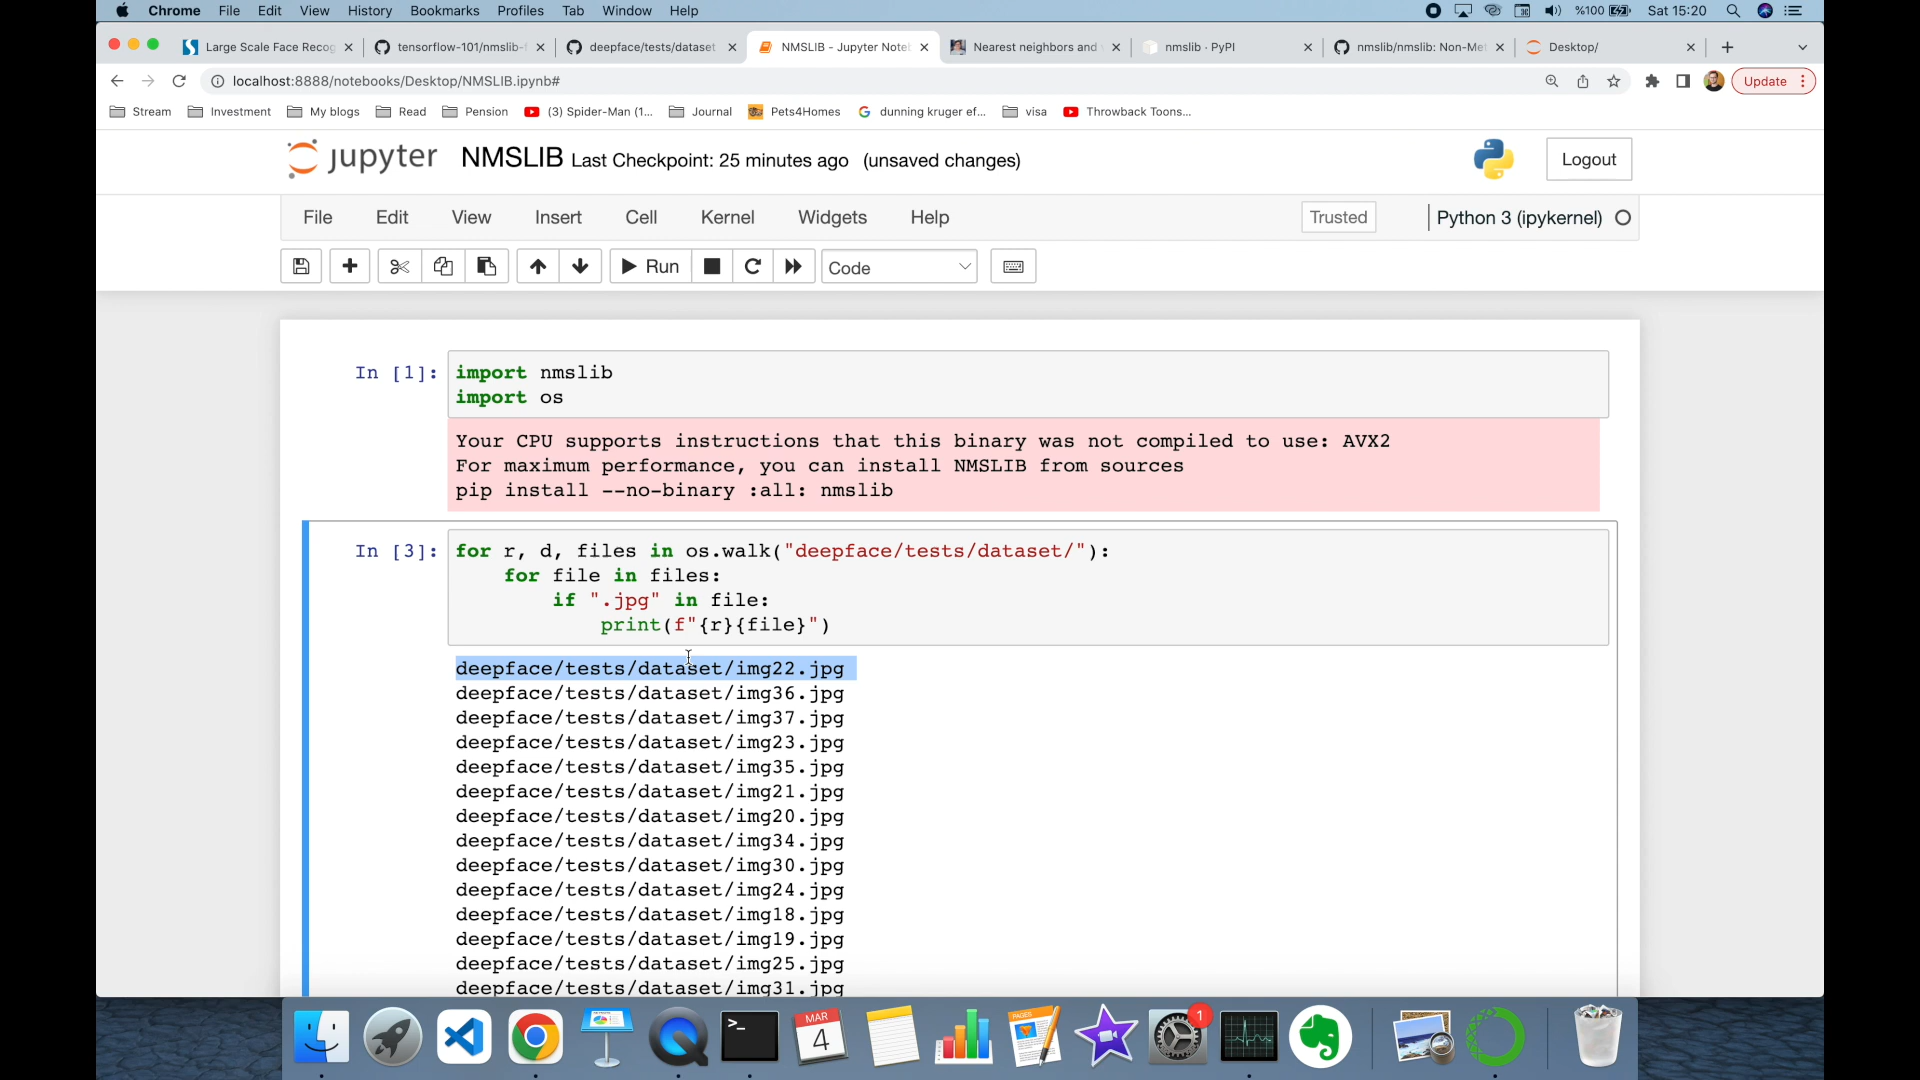 Chrome File Edit View History Bookmarks Profiles Tab Window Help %100 Sat 15:20
Large Scale Face Recog tensorflow-101/nmslib- deepface/tests/dataset NMSLIB - Jupyter Note Nearest neighbors and nmslib · PyPI nmslib/nmslib: Non-Me Desktop/
localhost:8888/notebooks/Desktop/NMSLIB.ipynb# Update
Stream Investment My blogs Read Pension (3) Spider-Man (1... Journal Pets4Homes dunning kruger ef... visa Throwback Toons...
jupyter NMSLIB Last Checkpoint: 25 minutes ago (unsaved changes) Logout
File Edit View Insert Cell Kernel Widgets Help Trusted Python 3 (ipykernel)
Run Code
In [1]: import nmslib
import os
Your CPU supports instructions that this binary was not compiled to use: AVX2
For maximum performance, you can install NMSLIB from sources
pip install --no-binary :all: nmslib
In [3]: for r, d, files in os.walk("deepface/tests/dataset/"):
for file in files:
if ".jpg" in file:
print(f"{r}{file}")
deepface/tests/dataset/img22.jpg
deepface/tests/dataset/img36.jpg
deepface/tests/dataset/img37.jpg
deepface/tests/dataset/img23.jpg
deepface/tests/dataset/img35.jpg
deepface/tests/dataset/img21.jpg
deepface/tests/dataset/img20.jpg
deepface/tests/dataset/img34.jpg
deepface/tests/dataset/img30.jpg
deepface/tests/dataset/img24.jpg
deepface/tests/dataset/img18.jpg
deepface/tests/dataset/img19.jpg
deepface/tests/dataset/img25.jpg
deepface/tests/dataset/img31.jpg
MAR
4
PAGES
1